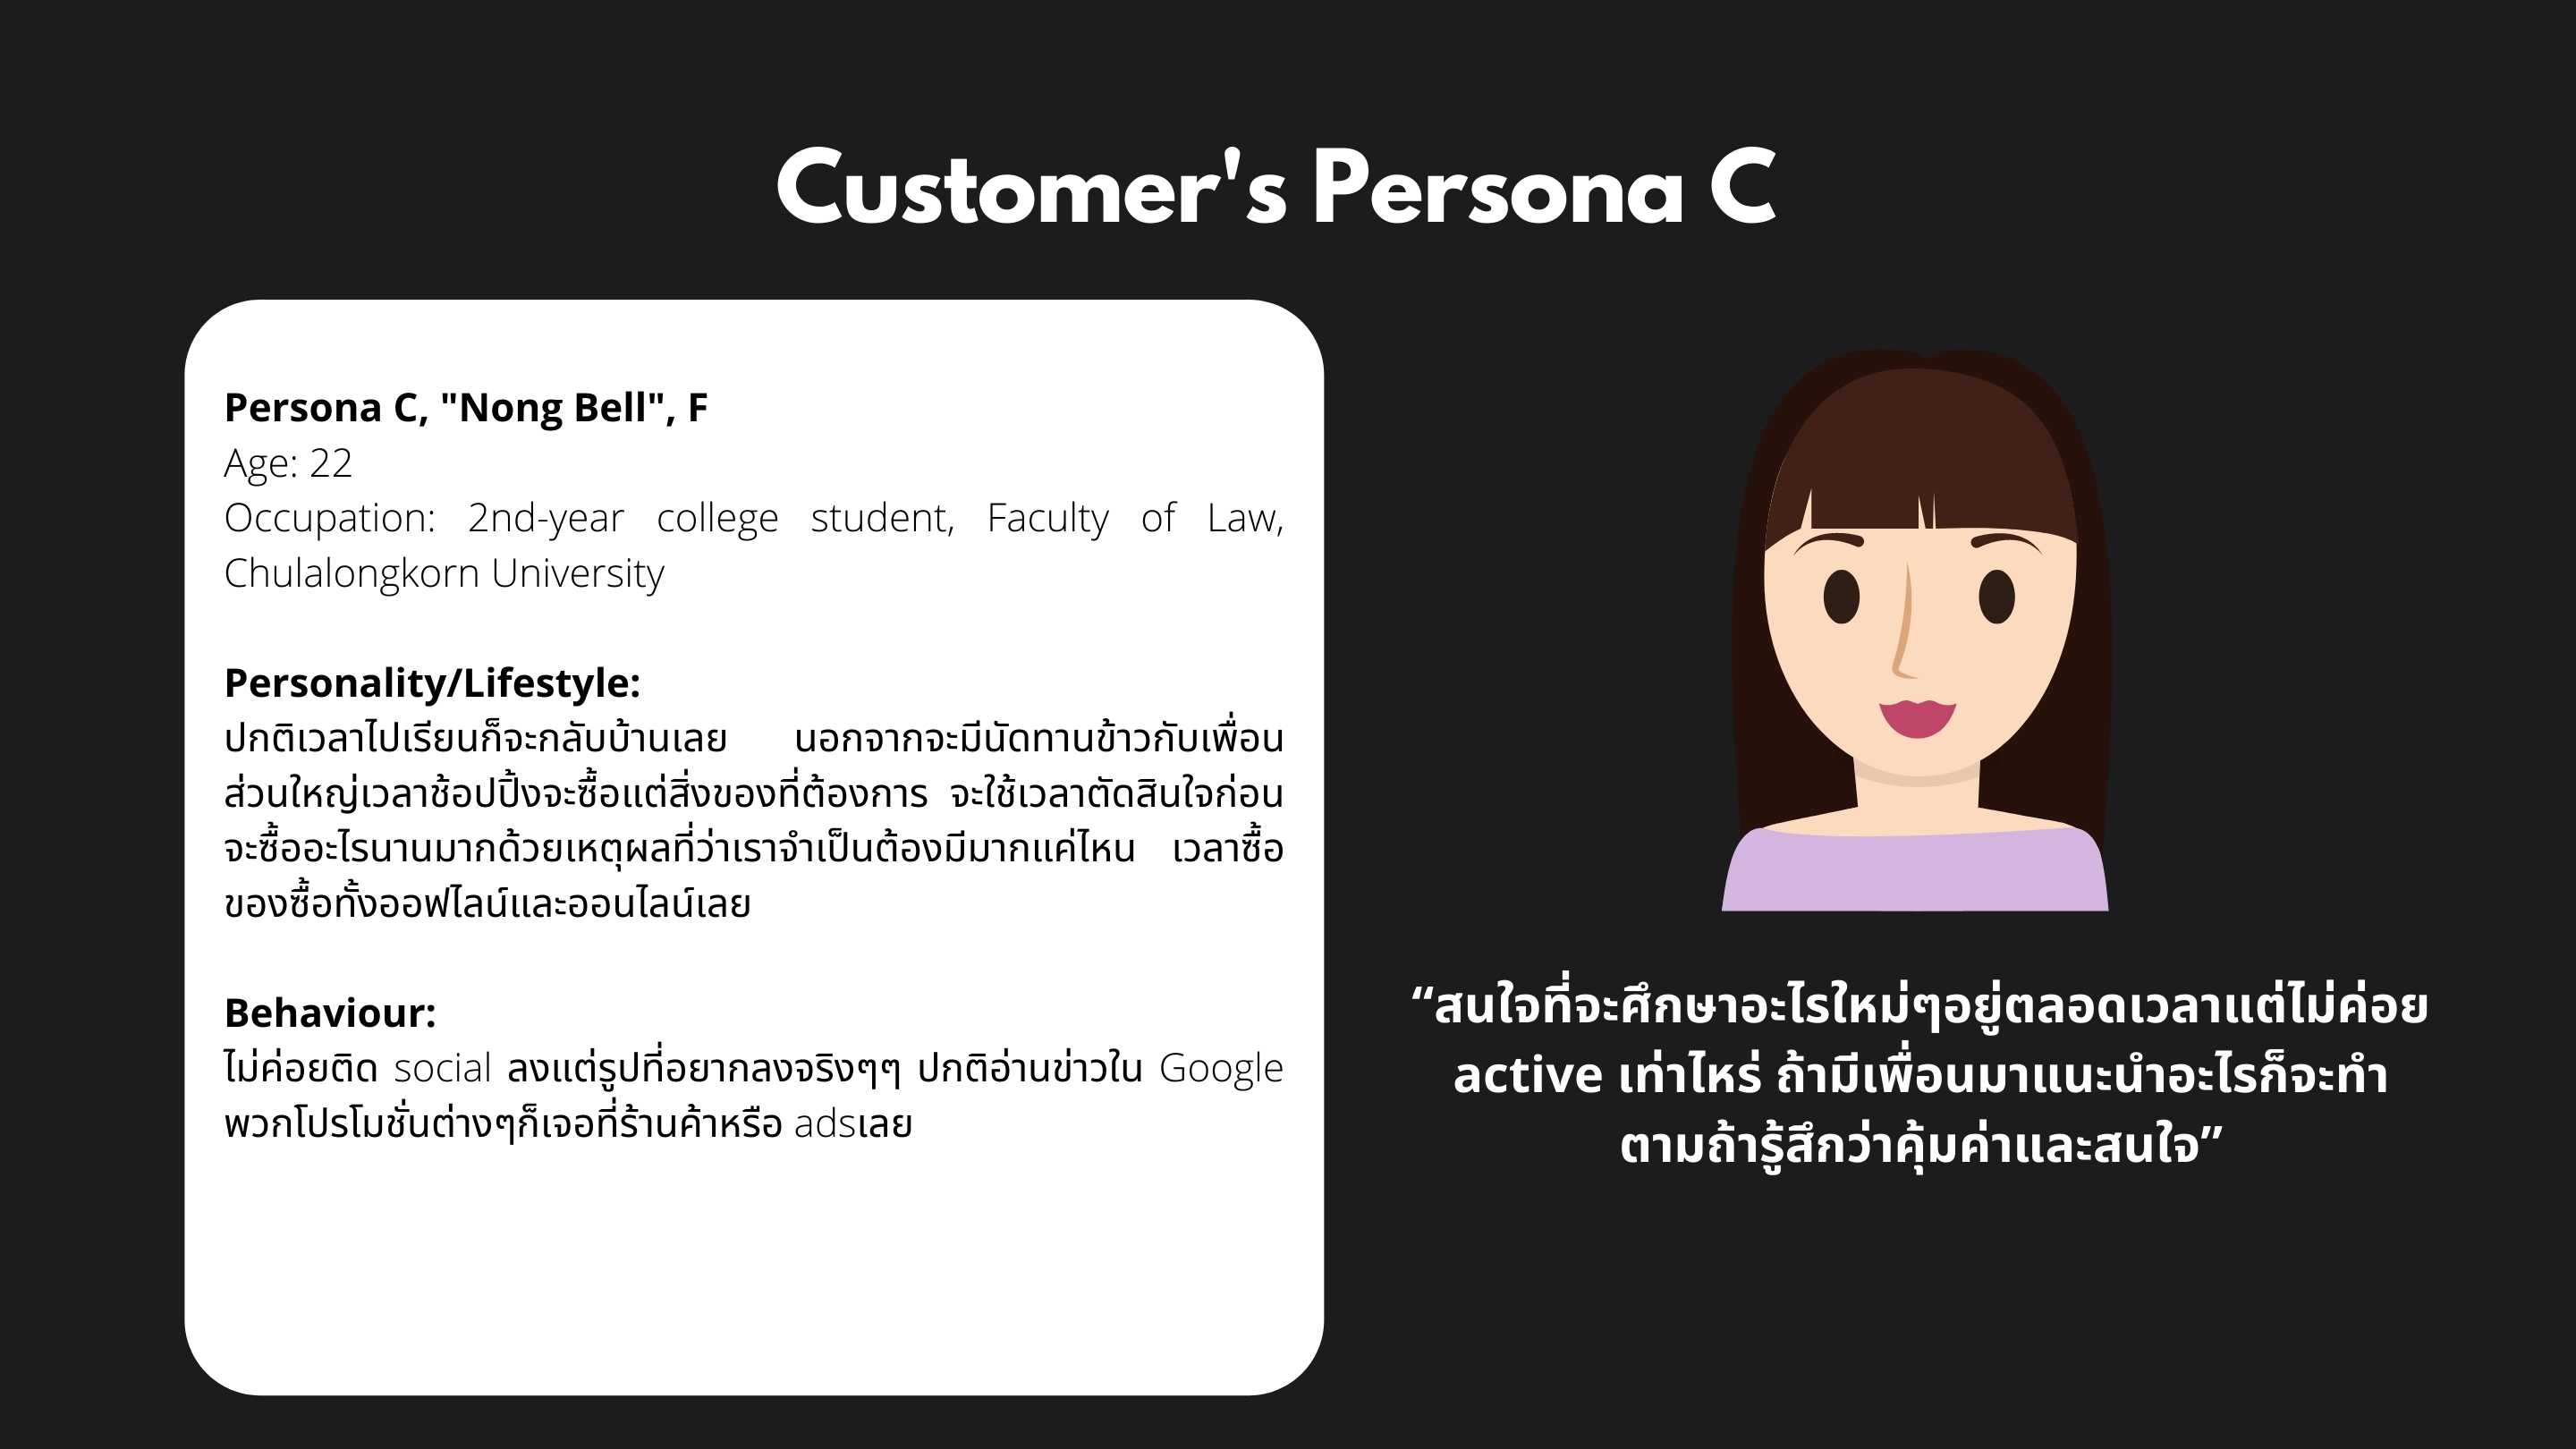 Customer's Persona C
Persona C, "Nong Bell", F
Age: 22
Occupation: 2nd-year college student, Faculty of Law,
Chulalongkorn University
Personality/Lifestyle:
ปกติเวลาไปเรียนก็จะกลับบ้านเลย นอกจากจะมีนัดทานข้าวกับเพื่อน
ส่วนใหญ่เวลาช้อปปิ้งจะซื้อแต่สิ่งของที่ต้องการ จะใช้เวลาตัดสินใจก่อน
จะซื้ออะไรนานมากด้วยเหตุผลที่ว่าเราจำเป็นต้องมีมากแค่ไหน เวลาซื้อ
ของซื้อทั้งออฟไลน์และออนไลน์เลย
Behaviour:
ไม่ค่อยติด social ลงแต่รูปที่อยากลงจริงๆๆ ปกติอ่านข่าวใน Google
พวกโปรโมชั่นต่างๆก็เจอที่ร้านค้าหรือ adsเลย
“สนใจที่จะศึกษาอะไรใหม่ๆอยู่ตลอดเวลาแต่ไม่ค่อย
active เท่าไหร่ ถ้ามีเพื่อนมาแนะนำอะไรก็จะทำ
ตามถ้ารู้สึกว่าคุ้มค่าและสนใจ”